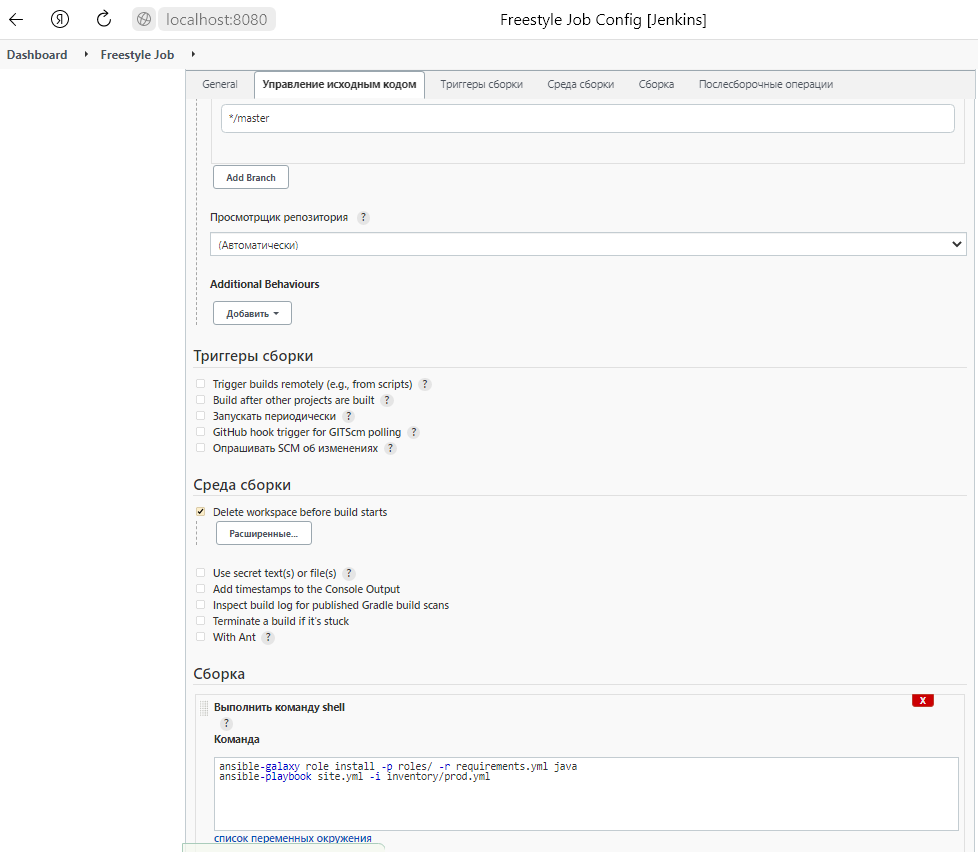 localhost:8080
Freestyle Job Config [Jenkins]
Dashboard
Freestyle Job
General
Управление исходным кодом
Триггеры сборки
Среда сборки
Сборка
Послесборочные операции
*/master
Add Branch
Просмотрщик репозитория ?
(Автоматически)
Additional Behaviours
Добавить
Триггеры сборки
Trigger builds remotely (e.g., from scripts) ?
Build after other projects are built ?
Запускать периодически ?
GitHub hook trigger for GITScm polling ?
Опрашивать SCM об изменениях ?
Среда сборки
Delete workspace before build starts
Расширенные...
Use secret text(s) or file(s) ?
Add timestamps to the Console Output
Inspect build log for published Gradle build scans
Terminate a build if it's stuck
With Ant ?
Сборка
Выполнить команду shell
X
?
Команда
ansible-galaxy role install -p roles/ -r requirements.yml java
ansible-playbook site.yml -i inventory/prod.yml
список переменных окружения